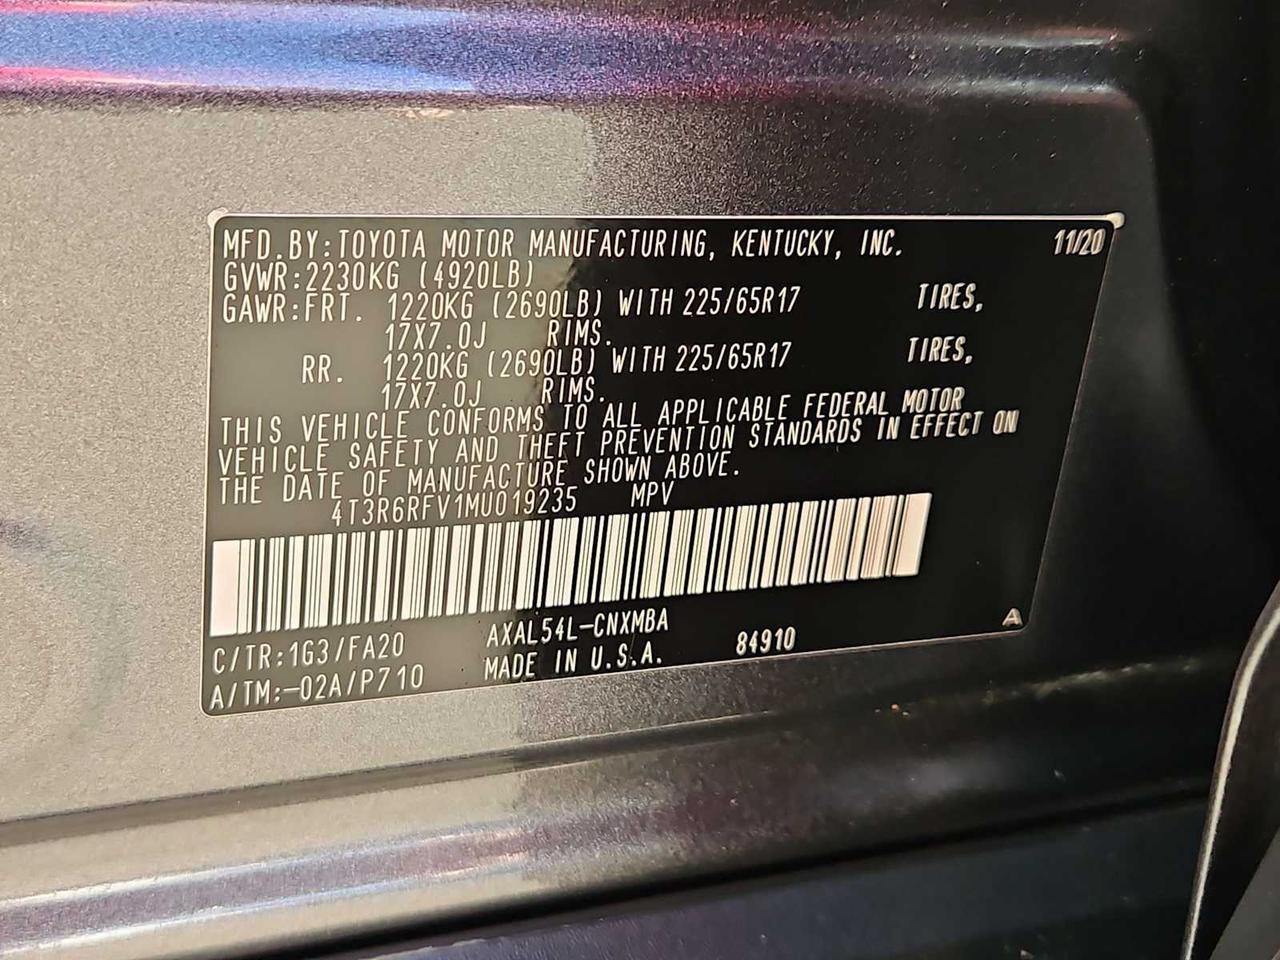 MFD.BY:TOYOTA MOTOR MANUFACTURING, KENTUCKY, INC. 11/20
GVWR:2230KG (4920LB)
GAWR:FRT. 1220KG (2690LB) WITH 225/65R17 TIRES,
17X7.0J RIMS.
RR. 1220KG (2690LB) WITH 225/65R17 TIRES,
17X7.0J RIMS.
THIS VEHICLE CONFORMS TO ALL APPLICABLE FEDERAL MOTOR
VEHICLE SAFETY AND THEFT PREVENTION STANDARDS IN EFFECT ON
THE DATE OF MANUFACTURE SHOWN ABOVE.
4T3R6RFV1MU019235 MPV
C/TR:1G3/FA20 AXAL54L-CNXMBA 84910 A
A/TM:-02A/P710 MADE IN U.S.A.